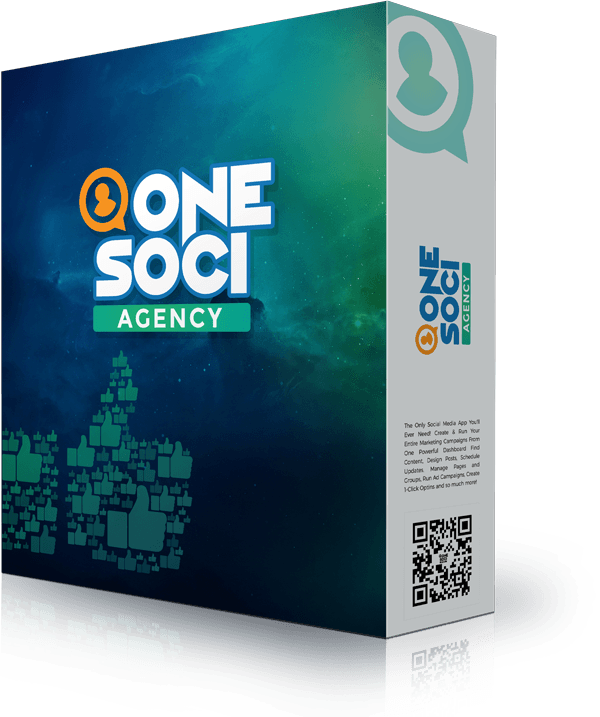 ONE
SOCI
AGENCY
ONE
SOCI
AGENCY
The Only Social Media App You'll
Ever Need! Create & Run Your
Entire Marketing Campaigns From
One Powerful Dashboard Find
Content, Design Posts, Schedule
Updates. Manage Pages and
Groups, Run Ad Campaigns, Create
1-Click Optins and so much more!